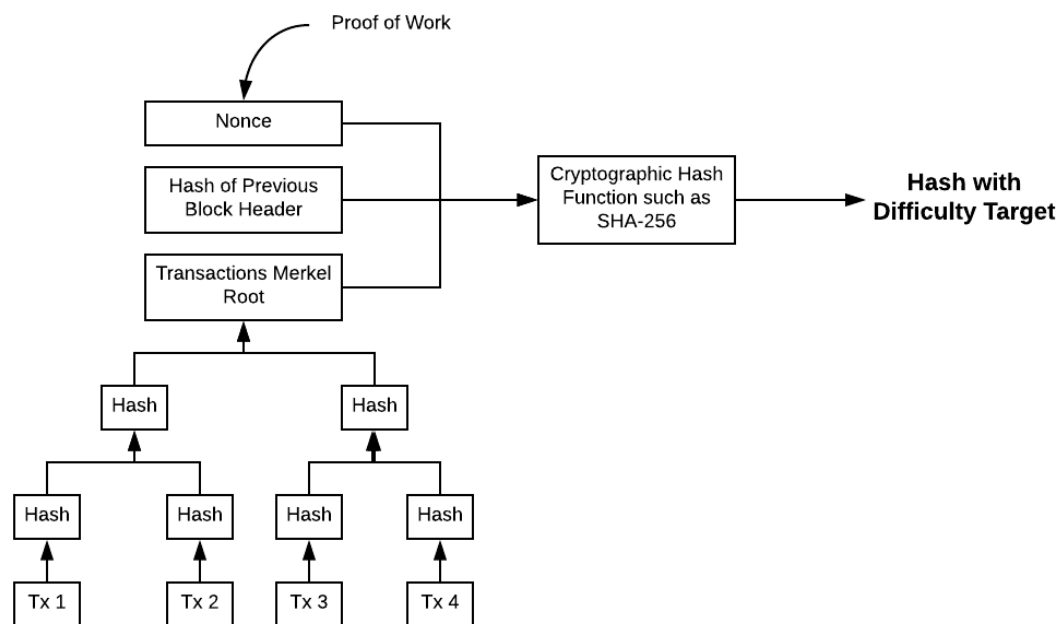 Proof of Work
Nonce
Hash of Previous
Block Header
Transactions Merkel
Root
Cryptographic Hash
Function such as
SHA-256
Hash with
Difficulty Target
Hash
Hash
Hash
Hash
Hash
Hash
Tx 1
Tx 2
Tx 3
Tx 4